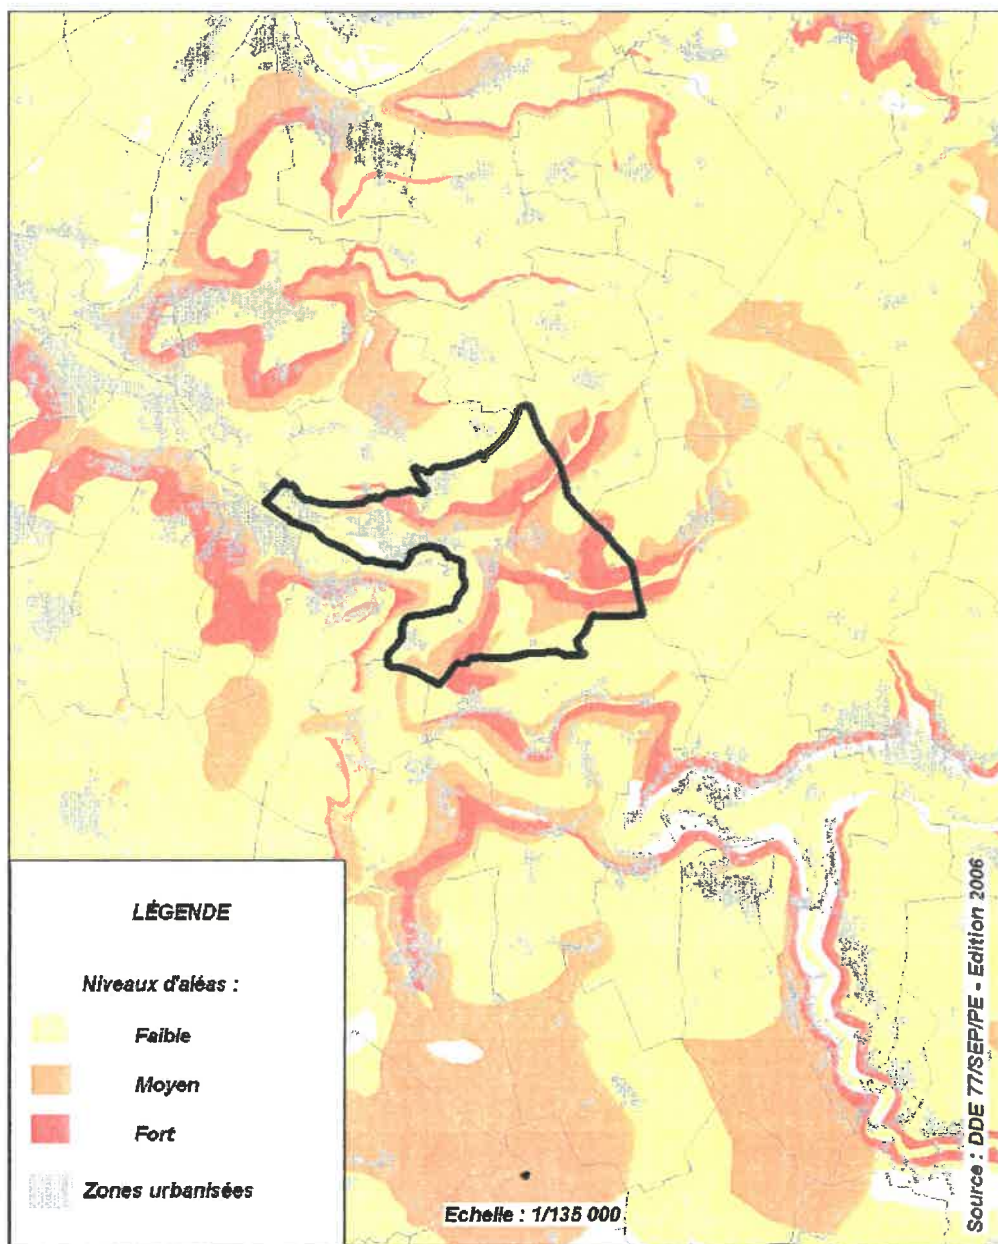 LÉGENDE
Niveaux d'aléas :
Faible
Moyen
Fort
Zones urbanisées
Echelle : 1/135 000
Source : DDE 77/SEP/PE - Edition 2006